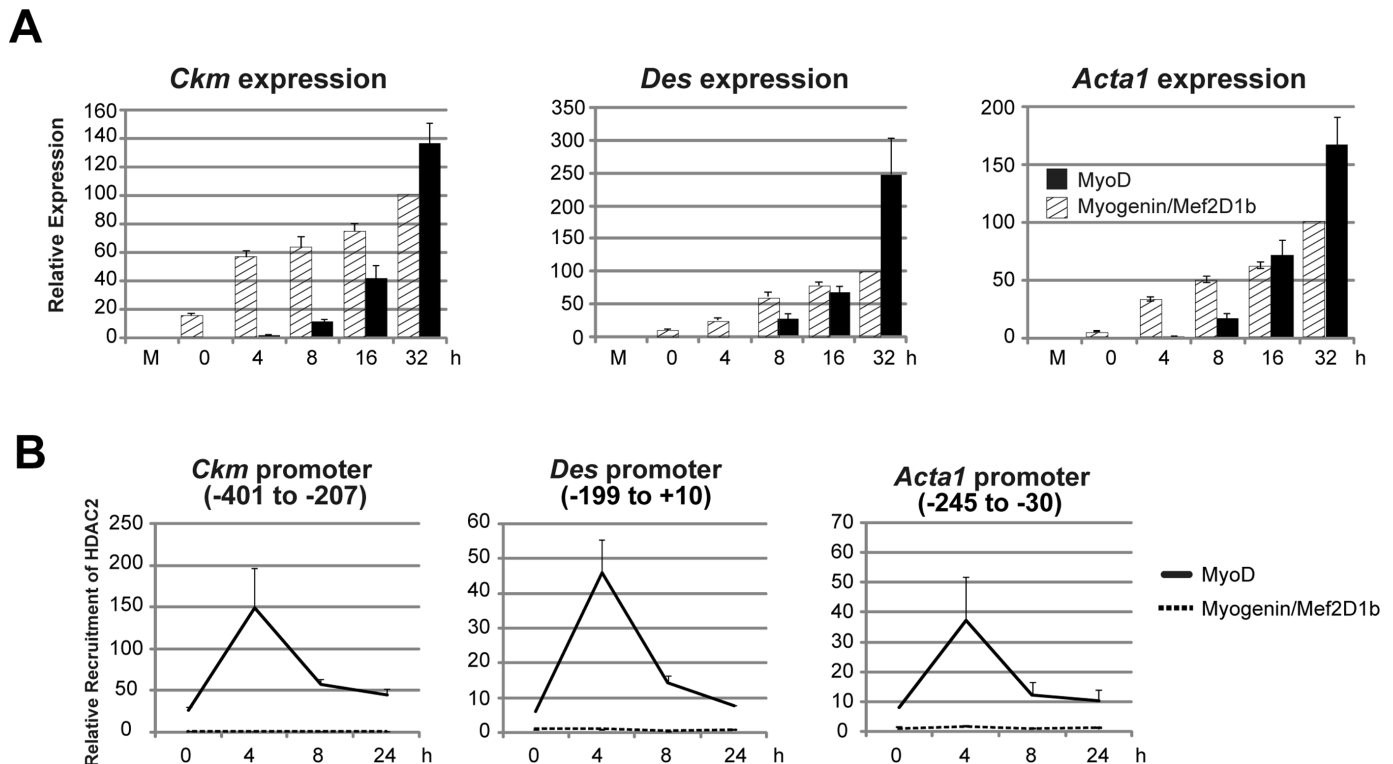 A
Ckm expression
Des expression
Acta1 expression
Relative Expression
160
140
120
100
80
60
40
20
0
M 0 4 8 16 32 h
350
300
250
200
150
100
50
0
M 0 4 8 16 32 h
200
150
100
50
0
M 0 4 8 16 32 h
MyoD
Myogenin/Mef2D1b
B
Ckm promoter
(-401 to -207)
Des promoter
(-199 to +10)
Acta1 promoter
(-245 to -30)
Relative Recruitment of HDAC2
250
200
150
100
50
0
0 4 8 24 h
60
50
40
30
20
10
0
0 4 8 24 h
70
60
50
40
30
20
10
0
0 4 8 24 h
MyoD
Myogenin/Mef2D1b